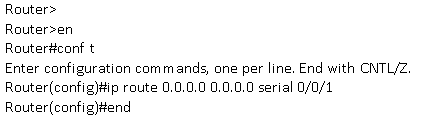 Router>
Router>en
Router#conf t
Enter configuration commands, one per line. End with CNTL/Z.
Router(config)#ip route 0.0.0.0 0.0.0.0 serial 0/0/1
Router(config)#end